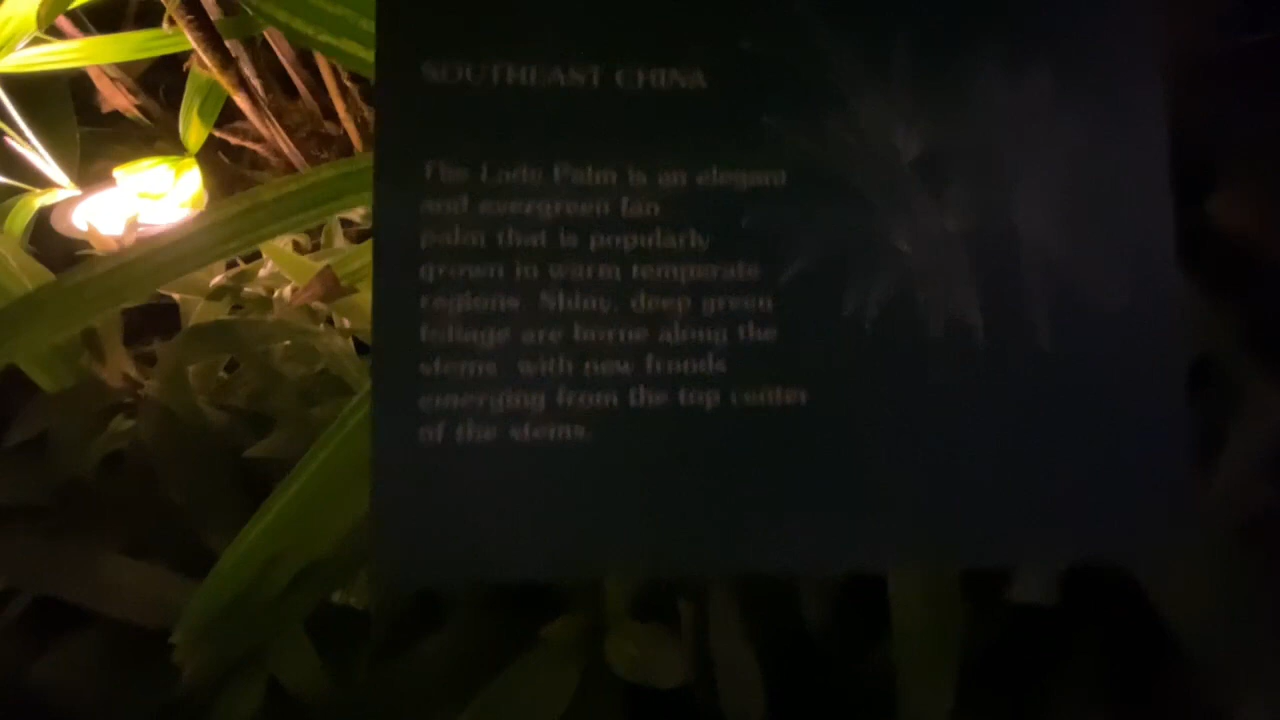 SOUTHEAST CHINA
The Lady Palm is an elegant
and evergreen fan
palm that is popularly
grown in warm temperate
regions. Shiny, deep green
foliage are borne along the
stems, with new fronds
emerging from the top center
of the stems.